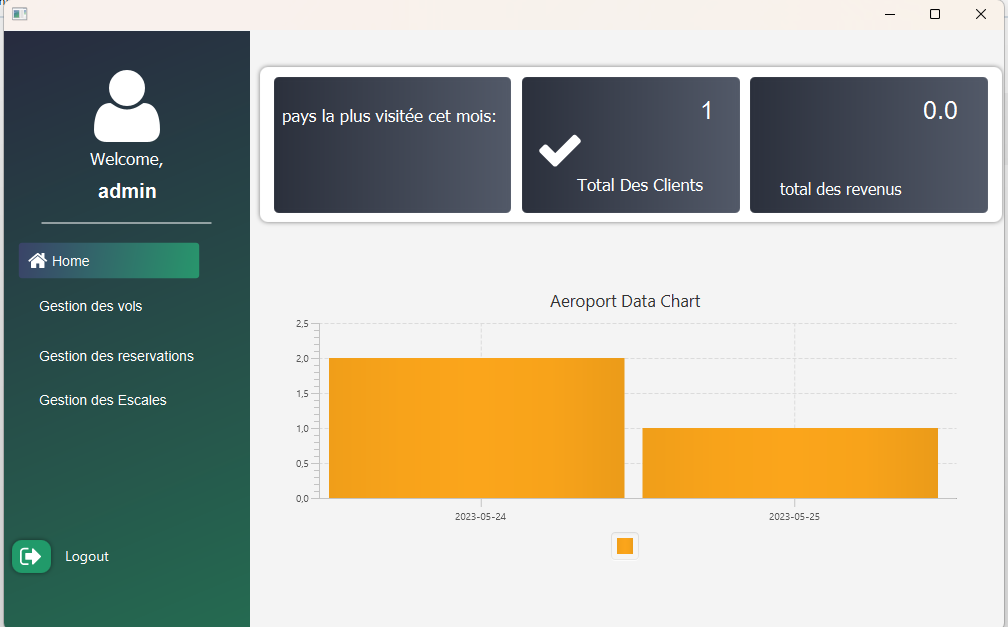 Welcome,
admin
Home
Gestion des vols
Gestion des reservations
Gestion des Escales
Logout
pays la plus visitée cet mois:
1
Total Des Clients
0.0
total des revenus
Aeroport Data Chart
2,5
2,0
1,5
1,0
0,5
0,0
2023-05-24
2023-05-25